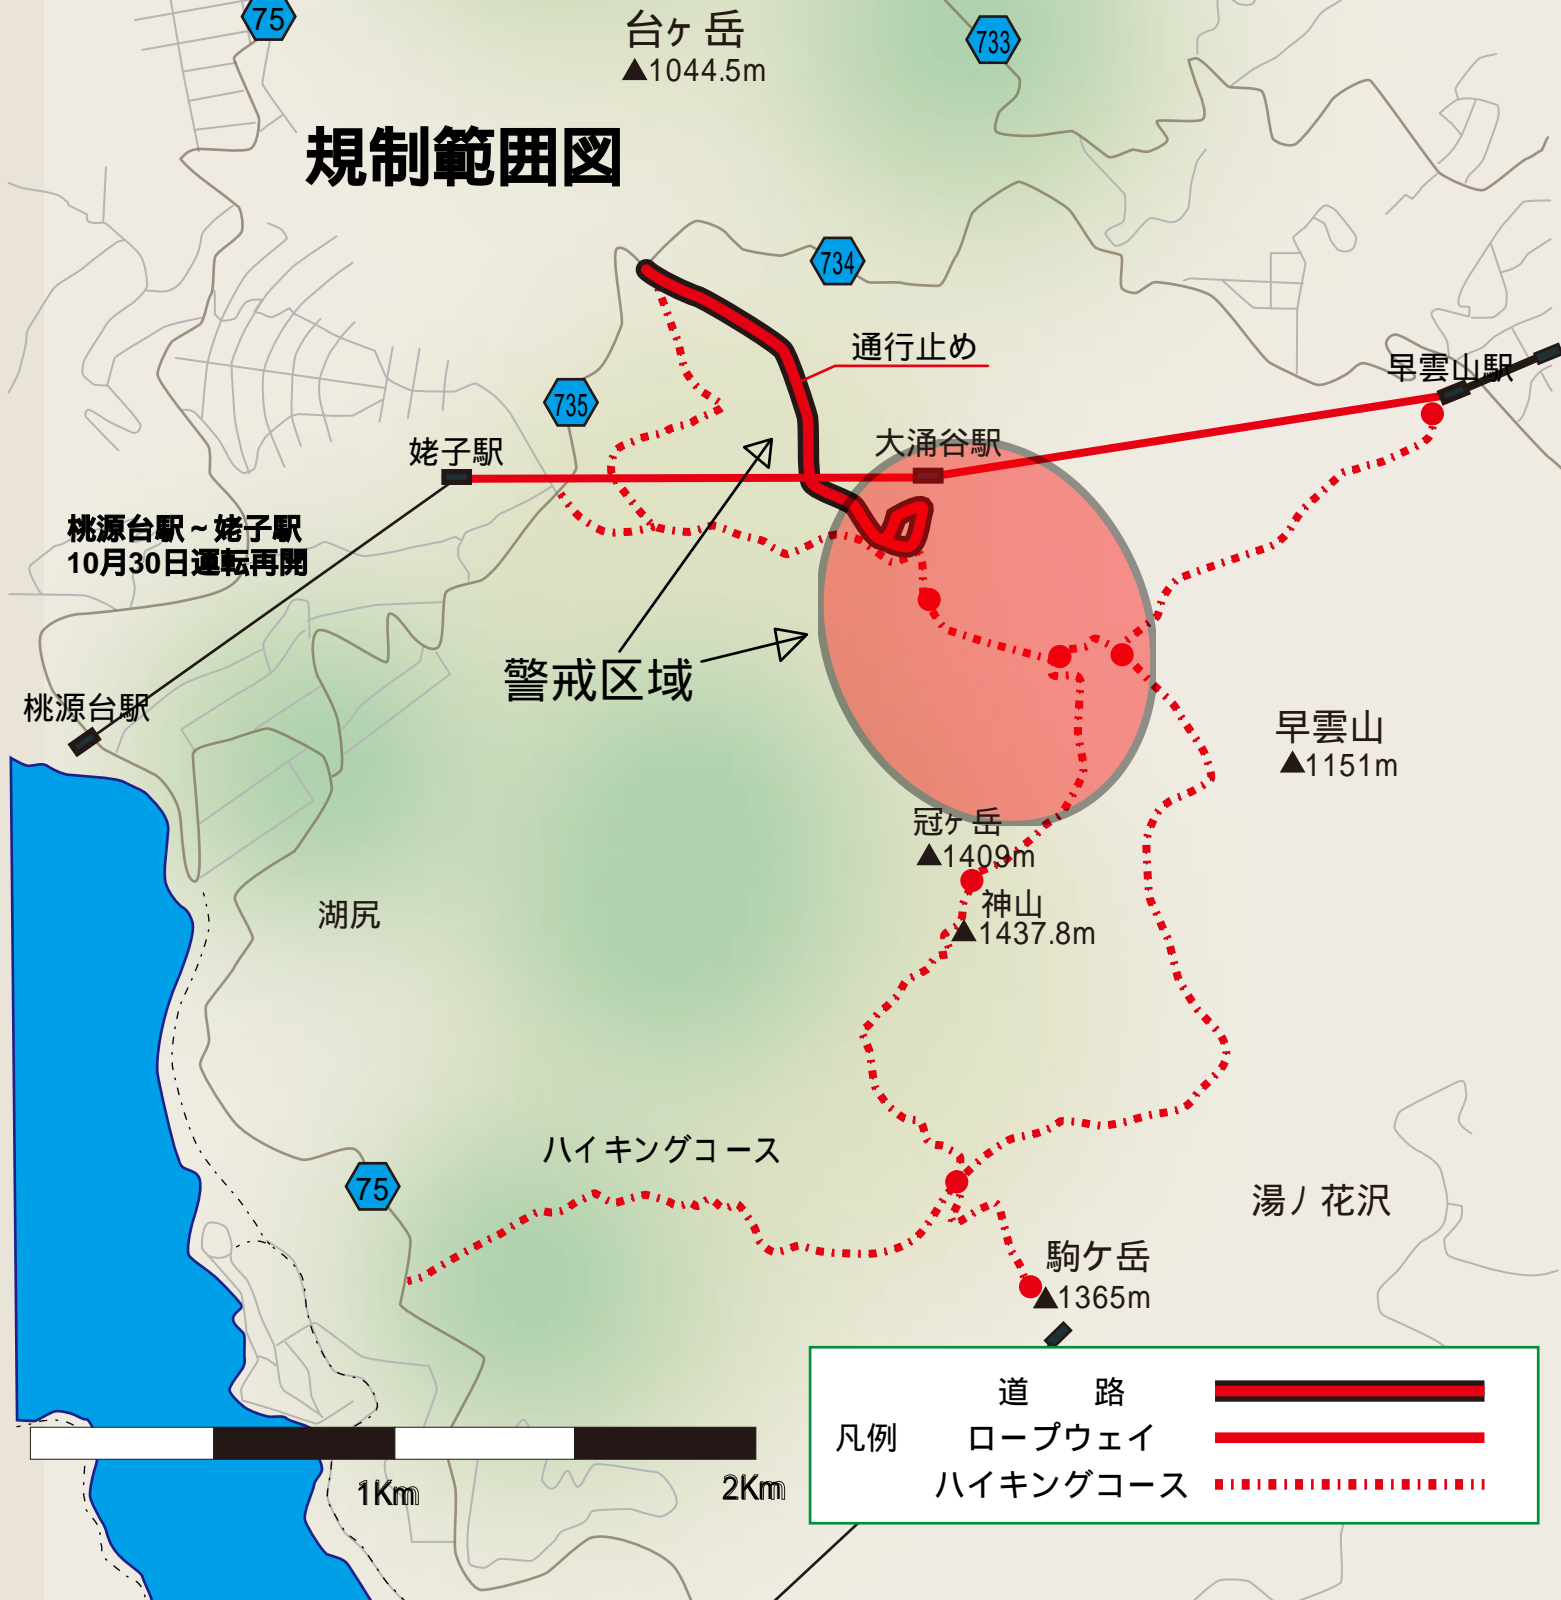 75
台ヶ岳
▲1044.5m
733
規制範囲図
734
通行止め
早雲山駅
735
姥子駅
大涌谷駅
桃源台駅~姥子駅
10月30日運転再開
警戒区域
桃源台駅
早雲山
▲1151m
冠ヶ岳
▲1409m
湖尻
神山
▲1437.8m
ハイキングコース
75
湯ノ花沢
駒ケ岳
▲1365m
道 路
凡例 ロープウェイ
ハイキングコース
1Km
2Km